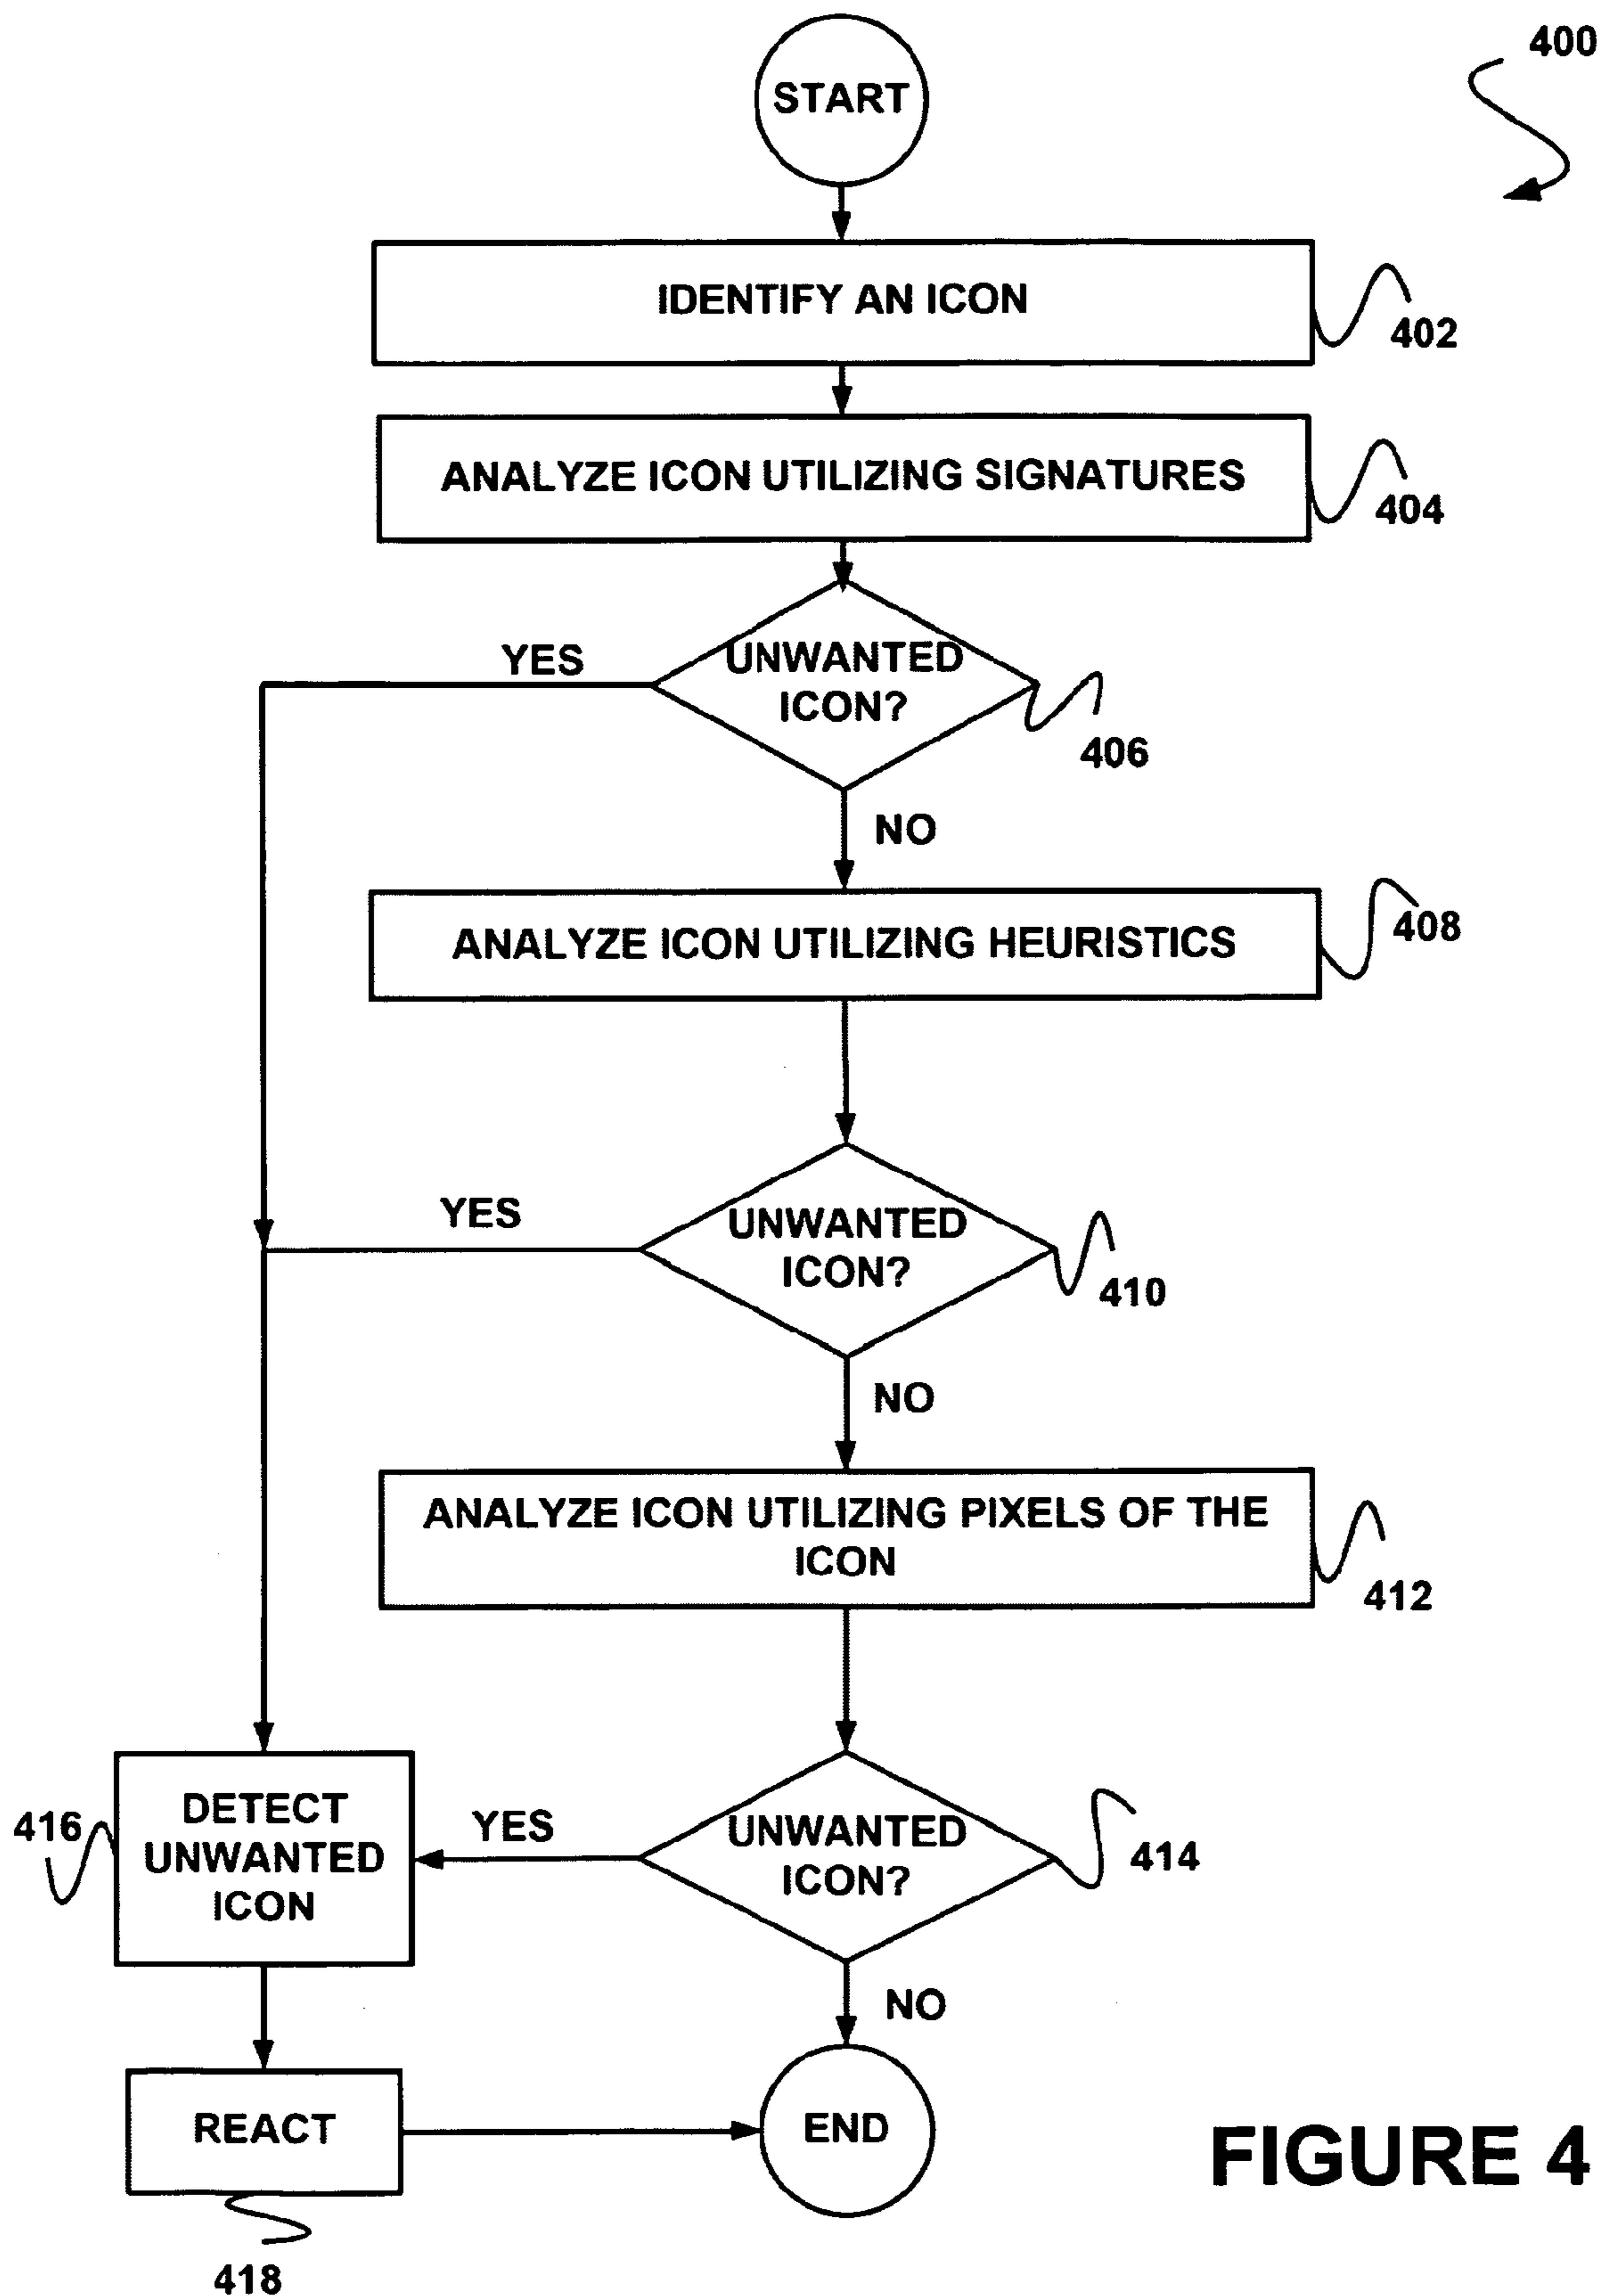 400
START
IDENTIFY AN ICON
402
ANALYZE ICON UTILIZING SIGNATURES
404
YES
UNWANTED
ICON?
406
NO
ANALYZE ICON UTILIZING HEURISTICS
408
YES
UNWANTED
ICON?
410
NO
ANALYZE ICON UTILIZING PIXELS OF THE
ICON
412
416
DETECT
UNWANTED
ICON
YES
UNWANTED
ICON?
414
NO
REACT
END
418
FIGURE 4